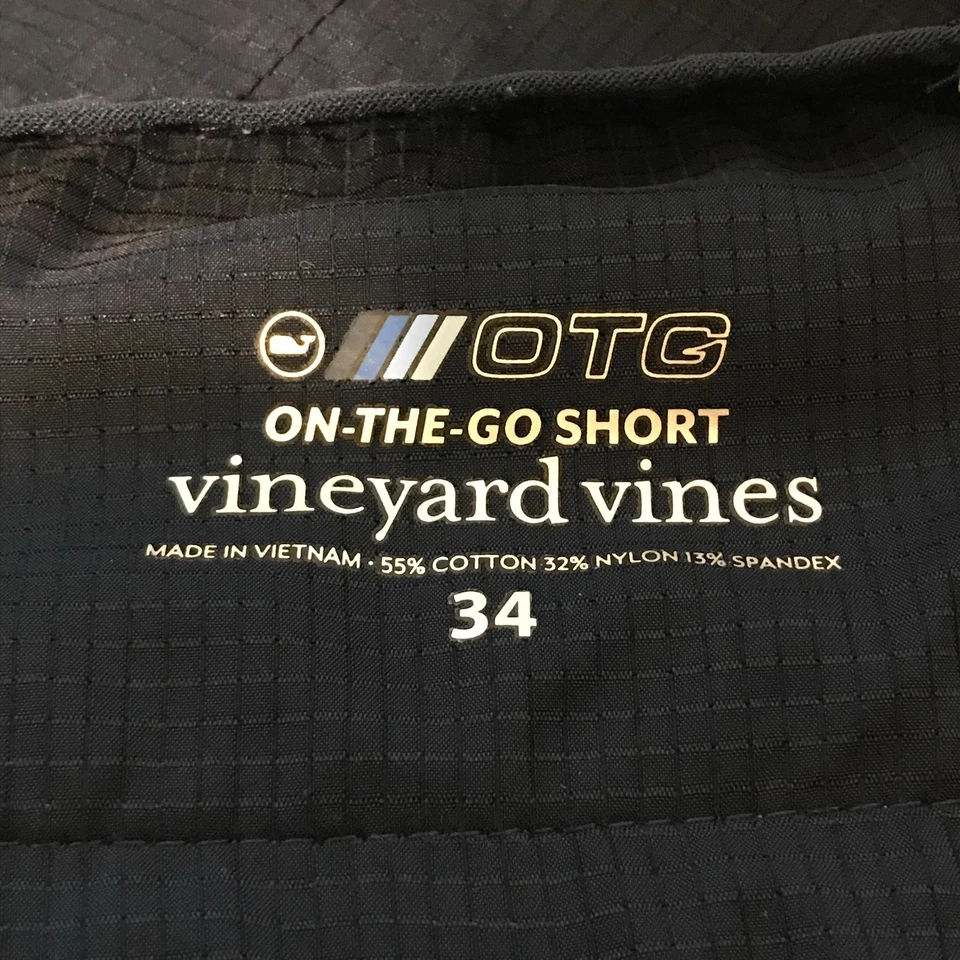 OTG
ON-THE-GO SHORT
vineyard vines
MADE IN VIETNAM · 55% COTTON 32% NYLON 13% SPANDEX
34